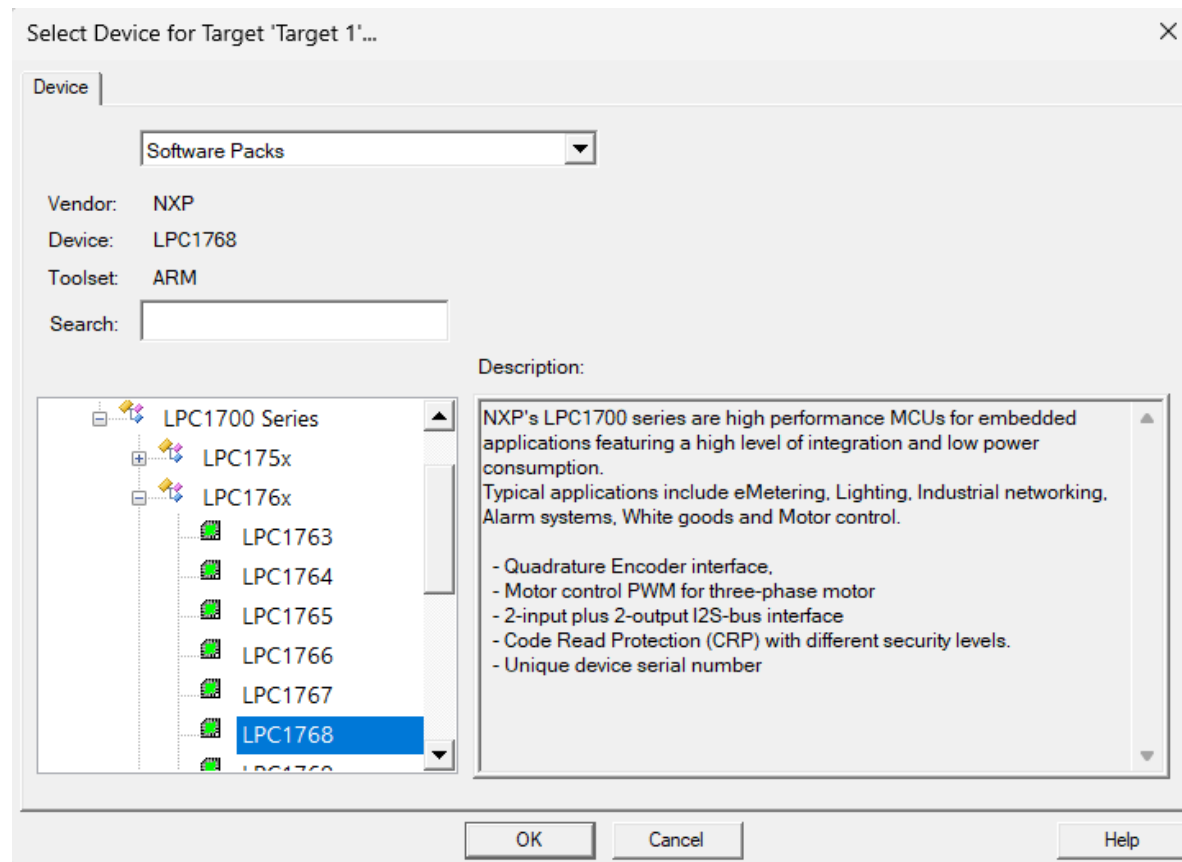 Select Device for Target 'Target 1'...
Device
Software Packs
Vendor: NXP
Device: LPC1768
Toolset: ARM
Search:
Description:
LPC1700 Series
LPC175x
LPC176x
LPC1763
LPC1764
LPC1765
LPC1766
LPC1767
LPC1768
NXP's LPC1700 series are high performance MCUs for embedded
applications featuring a high level of integration and low power
consumption.
Typical applications include eMetering, Lighting, Industrial networking,
Alarm systems, White goods and Motor control.
- Quadrature Encoder interface,
- Motor control PWM for three-phase motor
- 2-input plus 2-output I2S-bus interface
- Code Read Protection (CRP) with different security levels.
- Unique device serial number
OK Cancel Help